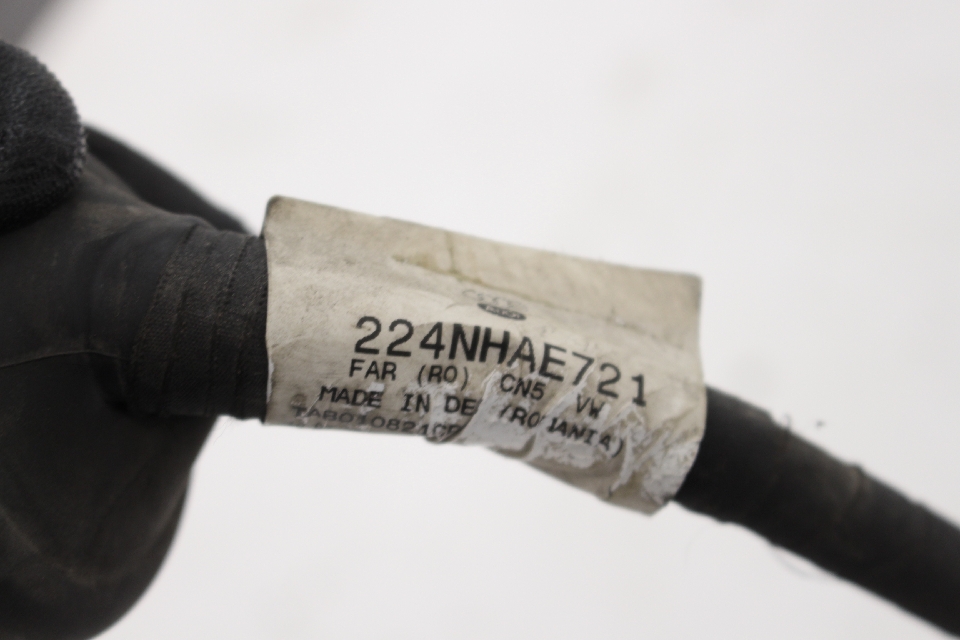 224NHAE721
FAR (RO) CN5 VW
MADE IN DE (ROMANIA)